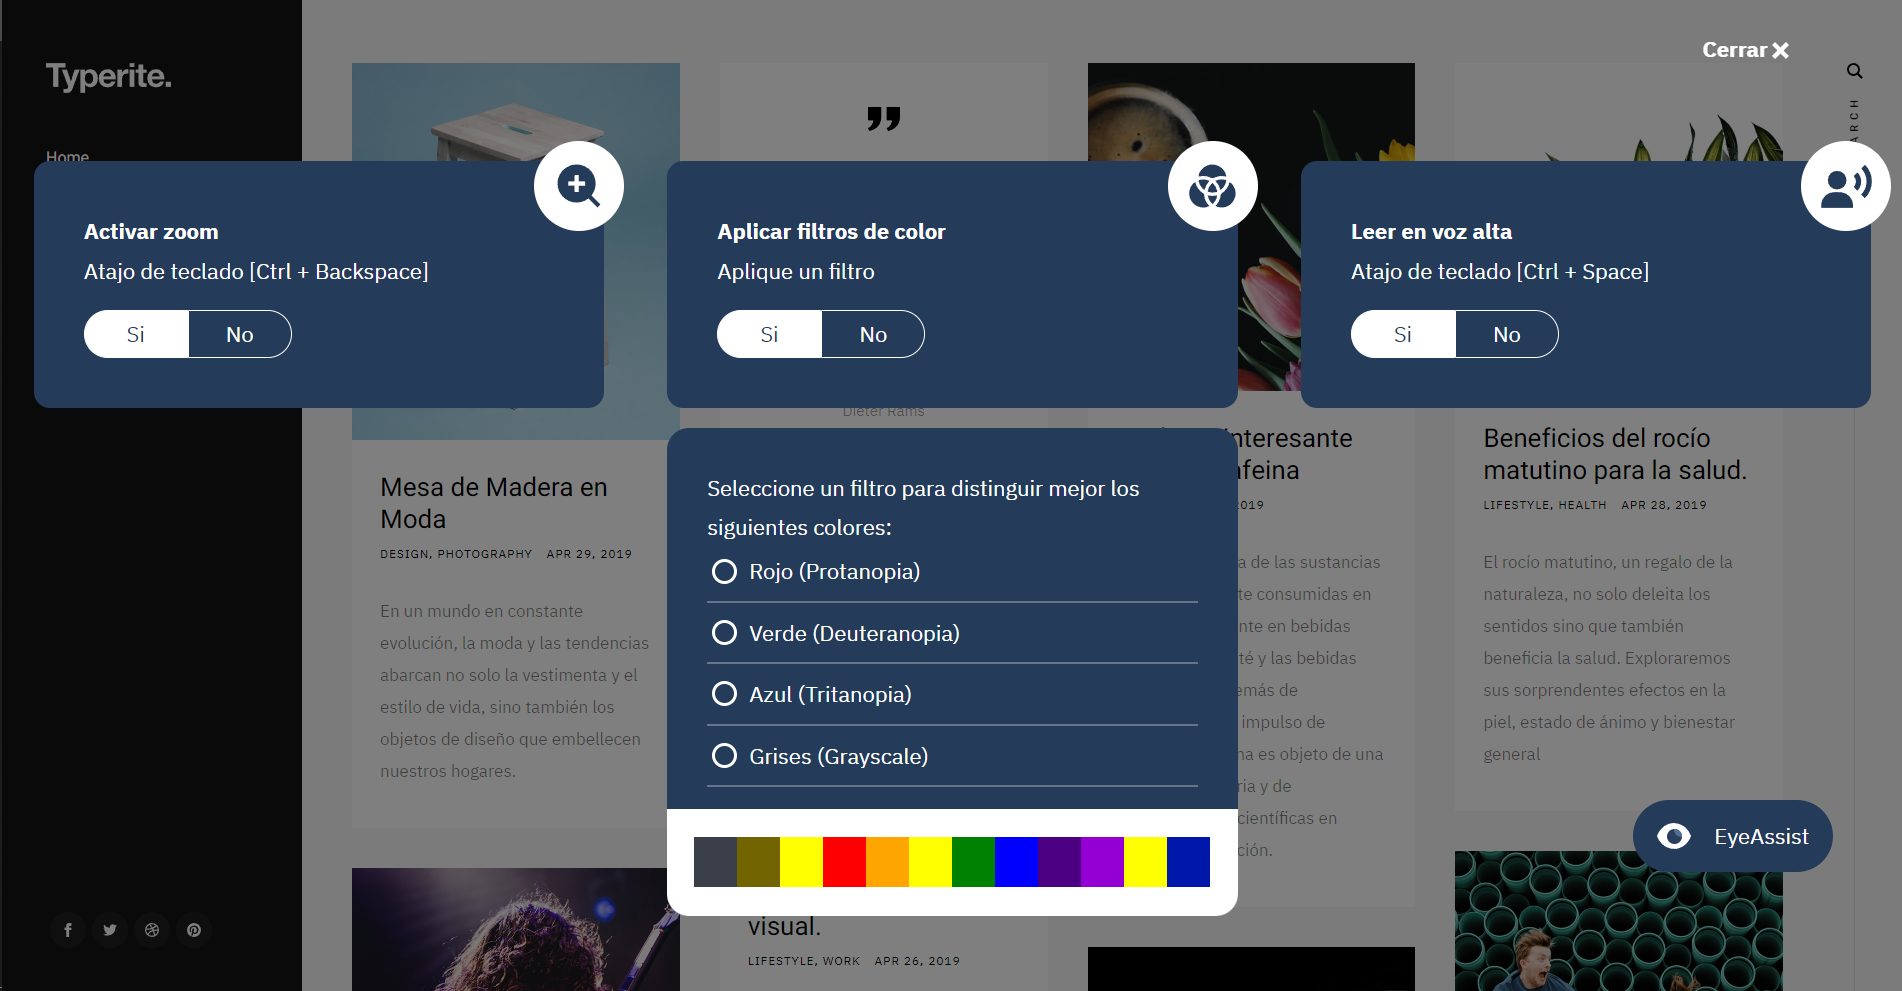 Typerite.
Home
Cerrar
Activar zoom
Atajo de teclado [Ctrl + Backspace]
Si No
Aplicar filtros de color
Aplique un filtro
Si No
Leer en voz alta
Atajo de teclado [Ctrl + Space]
Si No
Seleccione un filtro para distinguir mejor los
siguientes colores:
Rojo (Protanopia)
Verde (Deuteranopia)
Azul (Tritanopia)
Grises (Grayscale)
Mesa de Madera en
Moda
DESIGN, PHOTOGRAPHY APR 29, 2019
En un mundo en constante
evolución, la moda y las tendencias
abarcan no solo la vestimenta y el
estilo de vida, sino también los
objetos de diseño que embellecen
nuestros hogares.
”
Dieter Rams
visual.
LIFESTYLE, WORK APR 26, 2019
nteresante
afeina
2019
a de las sustancias
te consumidas en
nte en bebidas
té y las bebidas
emás de
impulso de
na es objeto de una
ria y de
científicas en
ción.
Beneficios del rocío
matutino para la salud.
LIFESTYLE, HEALTH APR 28, 2019
El rocío matutino, un regalo de la
naturaleza, no solo deleita los
sentidos sino que también
beneficia la salud. Exploraremos
sus sorprendentes efectos en la
piel, estado de ánimo y bienestar
general
ARCH
EyeAssist